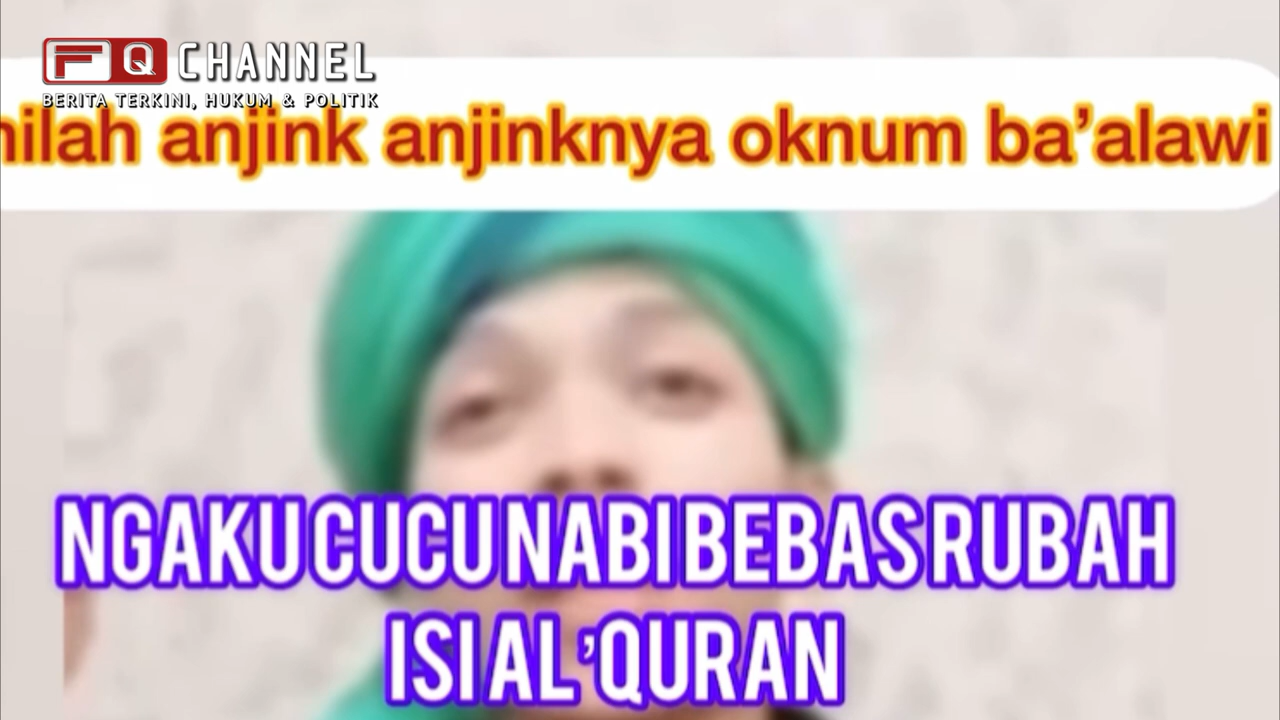 FQ CHANNEL
BERITA TERKINI, HUKUM & POLITIK
anjink anjinknya oknum ba’alawi
NGAKU CUCU NABI BEBAS RUBAH
ISI AL ’QURAN